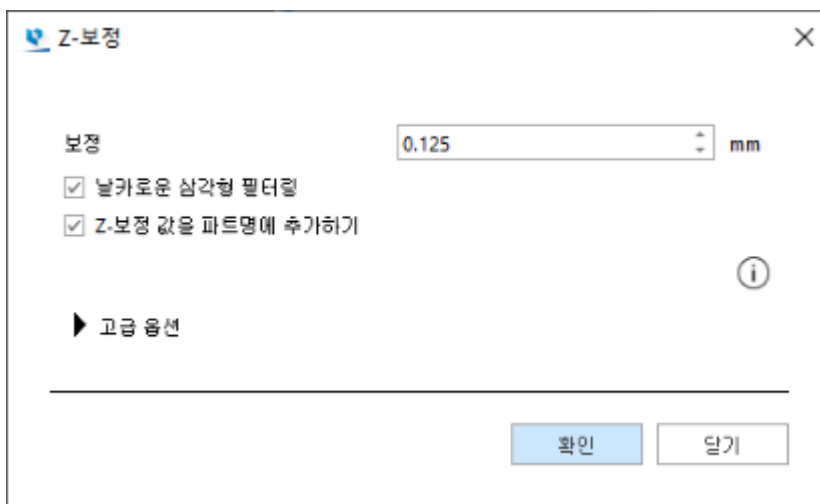 Z-보정
보정 0.125 mm
날카로운 삼각형 필터링
Z-보정 값을 파트명에 추가하기
고급 옵션
확인 닫기